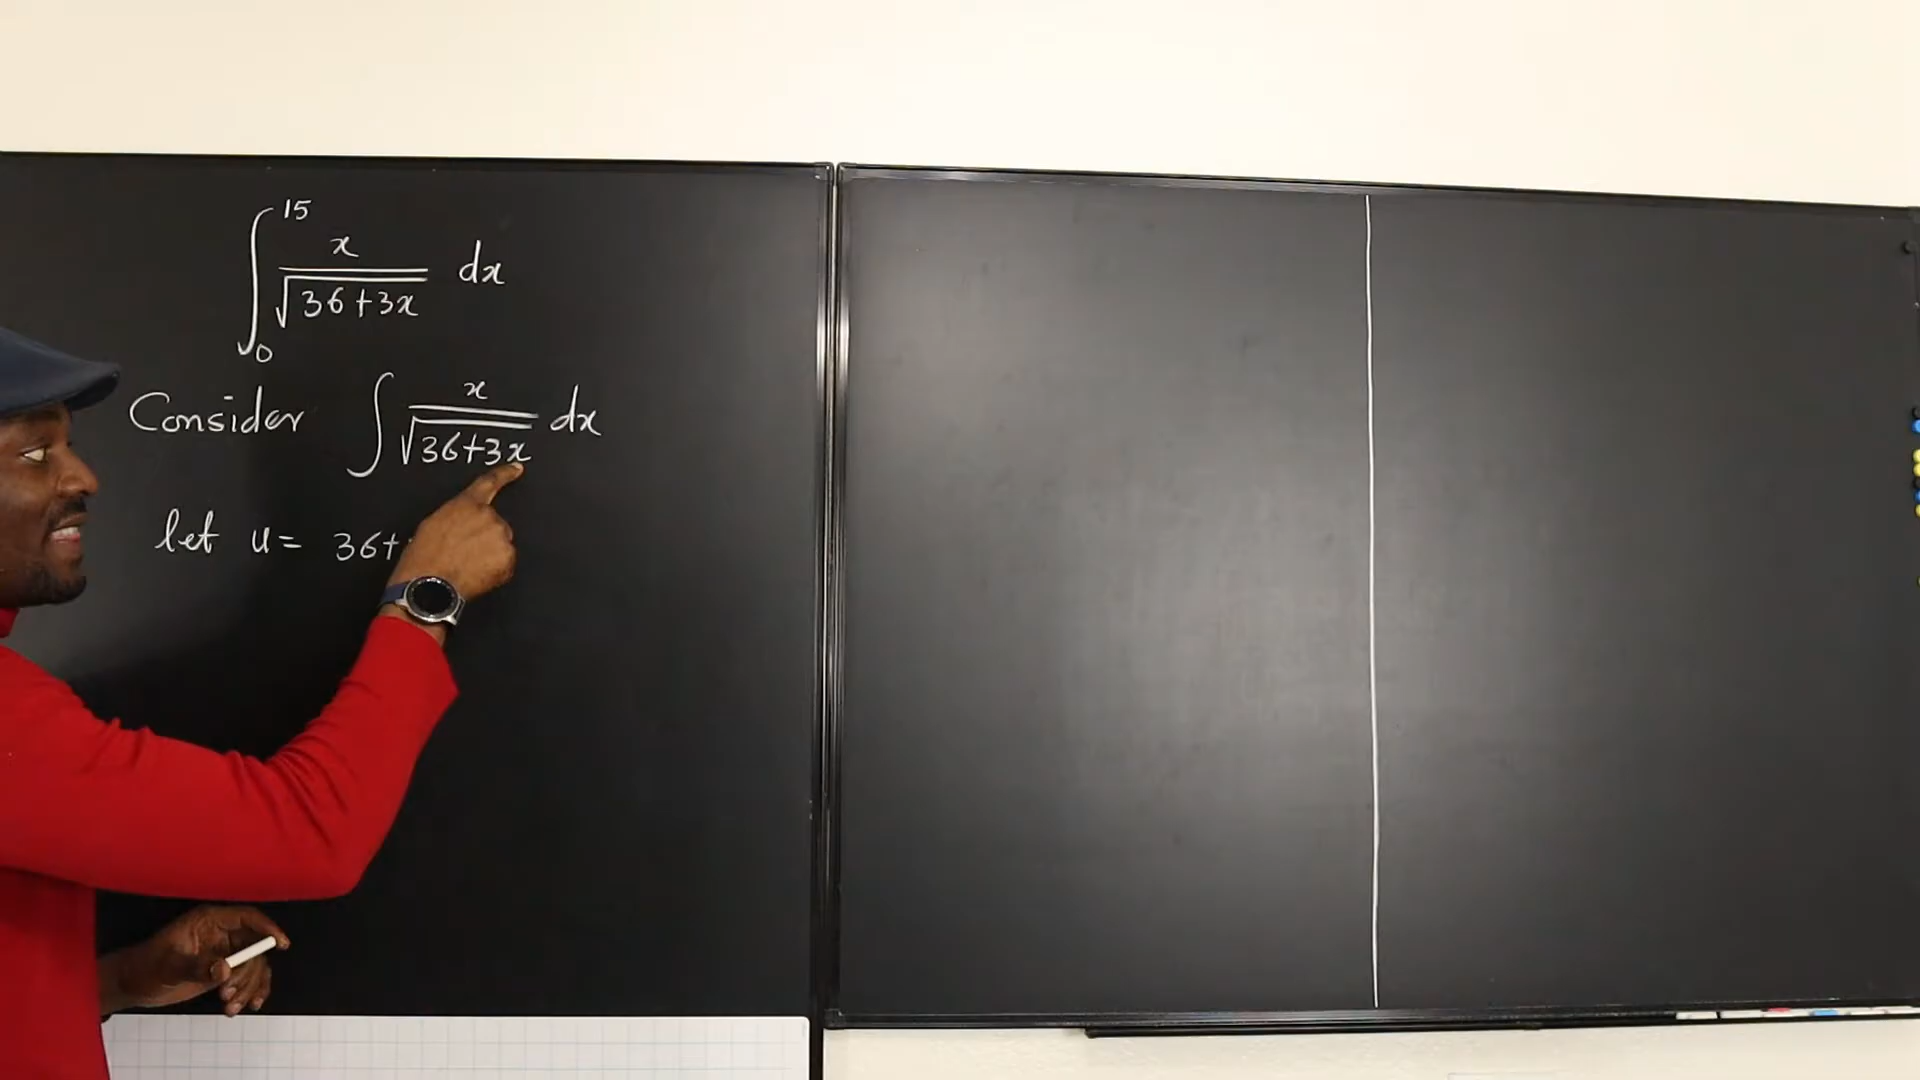 ∫₀¹⁵ x/√(36+3x) dx
Consider ∫ x/√(36+3x) dx
let u = 36+